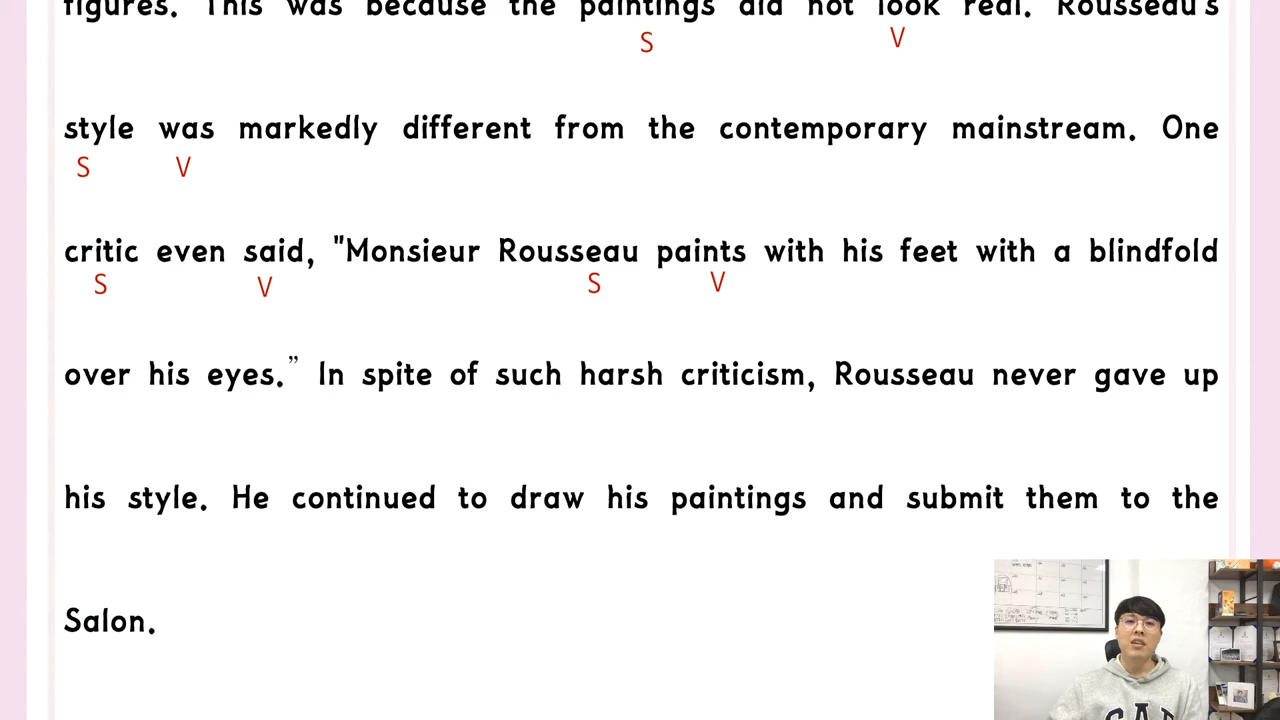 figures. This was because the paintings did not look real. Rousseau's
S V
style was markedly different from the contemporary mainstream. One
S V
critic even said, "Monsieur Rousseau paints with his feet with a blindfold
S V S V
over his eyes.” In spite of such harsh criticism, Rousseau never gave up
his style. He continued to draw his paintings and submit them to the
Salon.
GAP